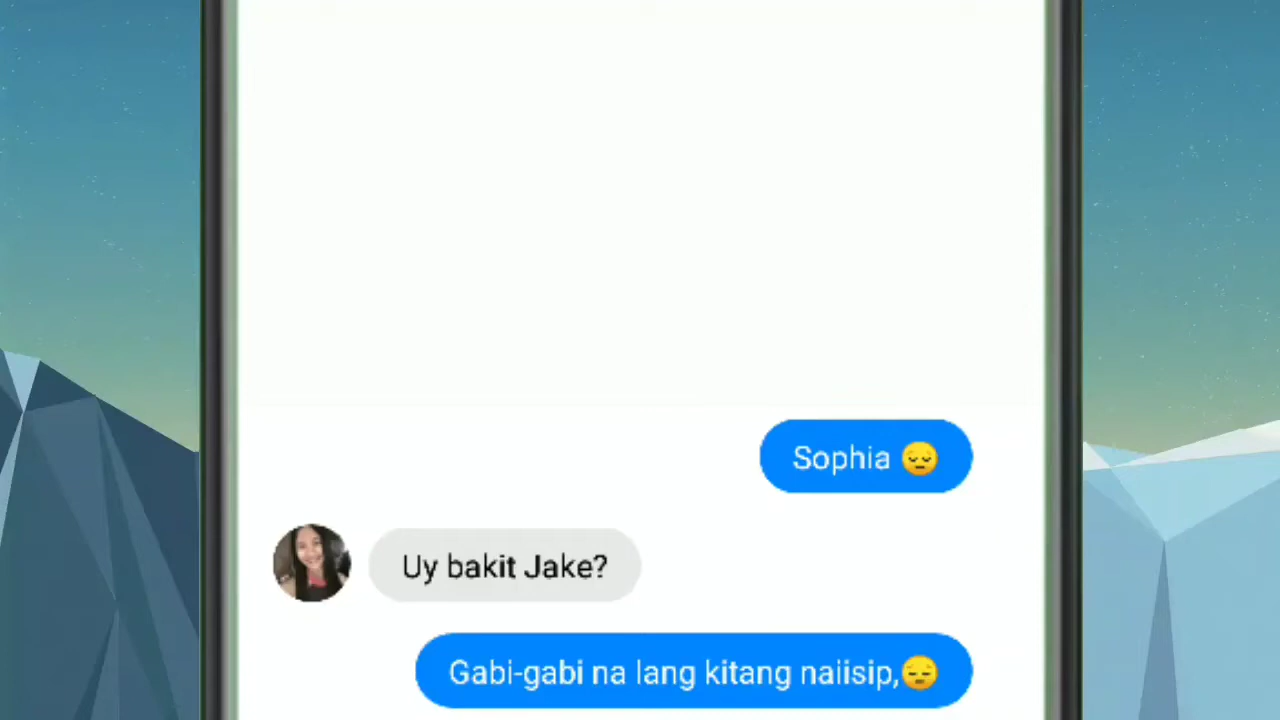 Sophia 😔
Uy bakit Jake?
Gabi-gabi na lang kitang naiisip,😔